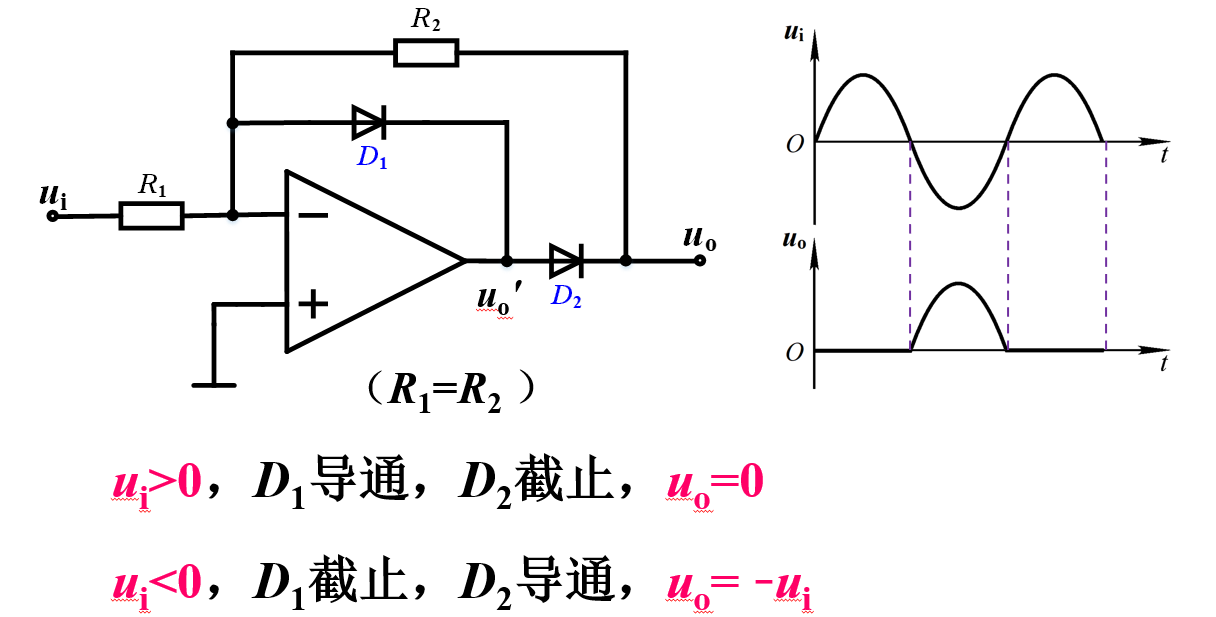 R2
ui
D1
R1
ui
−
uo
+
uo′
D2
O
t
uo
O
t
（R1=R2 ）
ui>0，D1导通，D2截止，uo=0
ui<0，D1截止，D2导通，uo= -ui